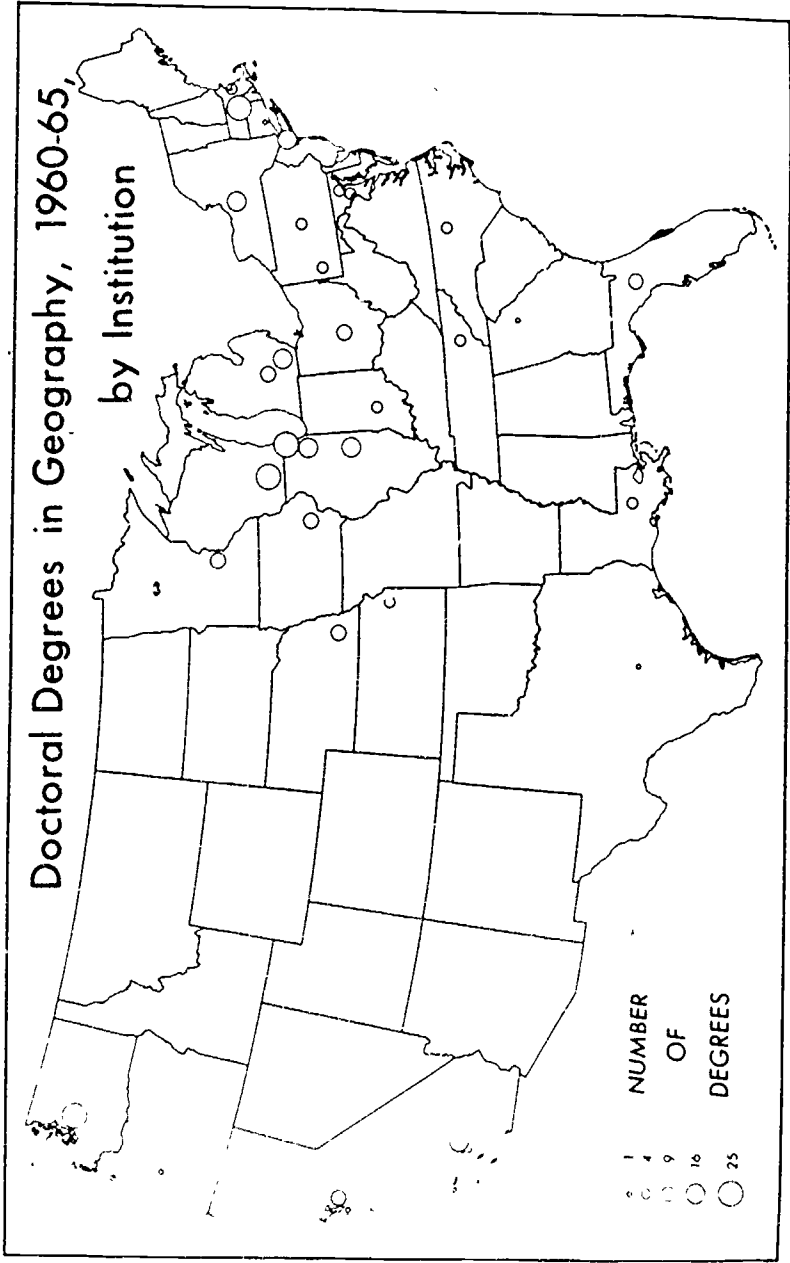 Doctoral Degrees in Geography, 1960-65,
by Institution
NUMBER
OF
DEGREES
1
4
9
16
25